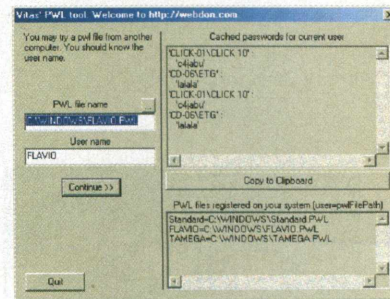 Vitas' PWL tool. Welcome to http://webdon.com
You may try a pwl file from another
computer. You should know the
user name.
PWL file name
...
C:\WINDOWS\FLAVIO.PWL
User name
FLAVIO
Continue >>
Quit
Cached passwords for current user
'CLICK-01\CLICK 10' :
'o4jabu'
'CD-06\ETG' :
'lalala'
'CLICK-01\CLICK 10' :
'o4jabu'
'CD-06\ETG' :
'lalala'
Copy to Clipboard
PWL files registered on your system (user=pwlFilePath)
Standard=C:\WINDOWS\Standard.PWL
FLAVIO=C:\WINDOWS\FLAVIO.PWL
TAMEGA=C:\WINDOWS\TAMEGA.PWL